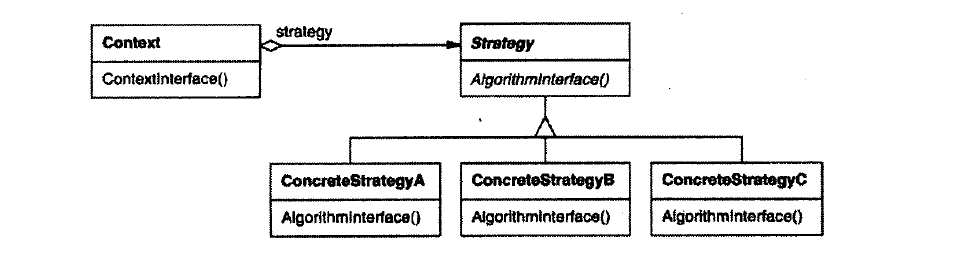 strategy
Context
Strategy
ContextInterface()
AlgorithmInterface()
ConcreteStrategyA
ConcreteStrategyB
ConcreteStrategyC
AlgorithmInterface()
AlgorithmInterface()
AlgorithmInterface()